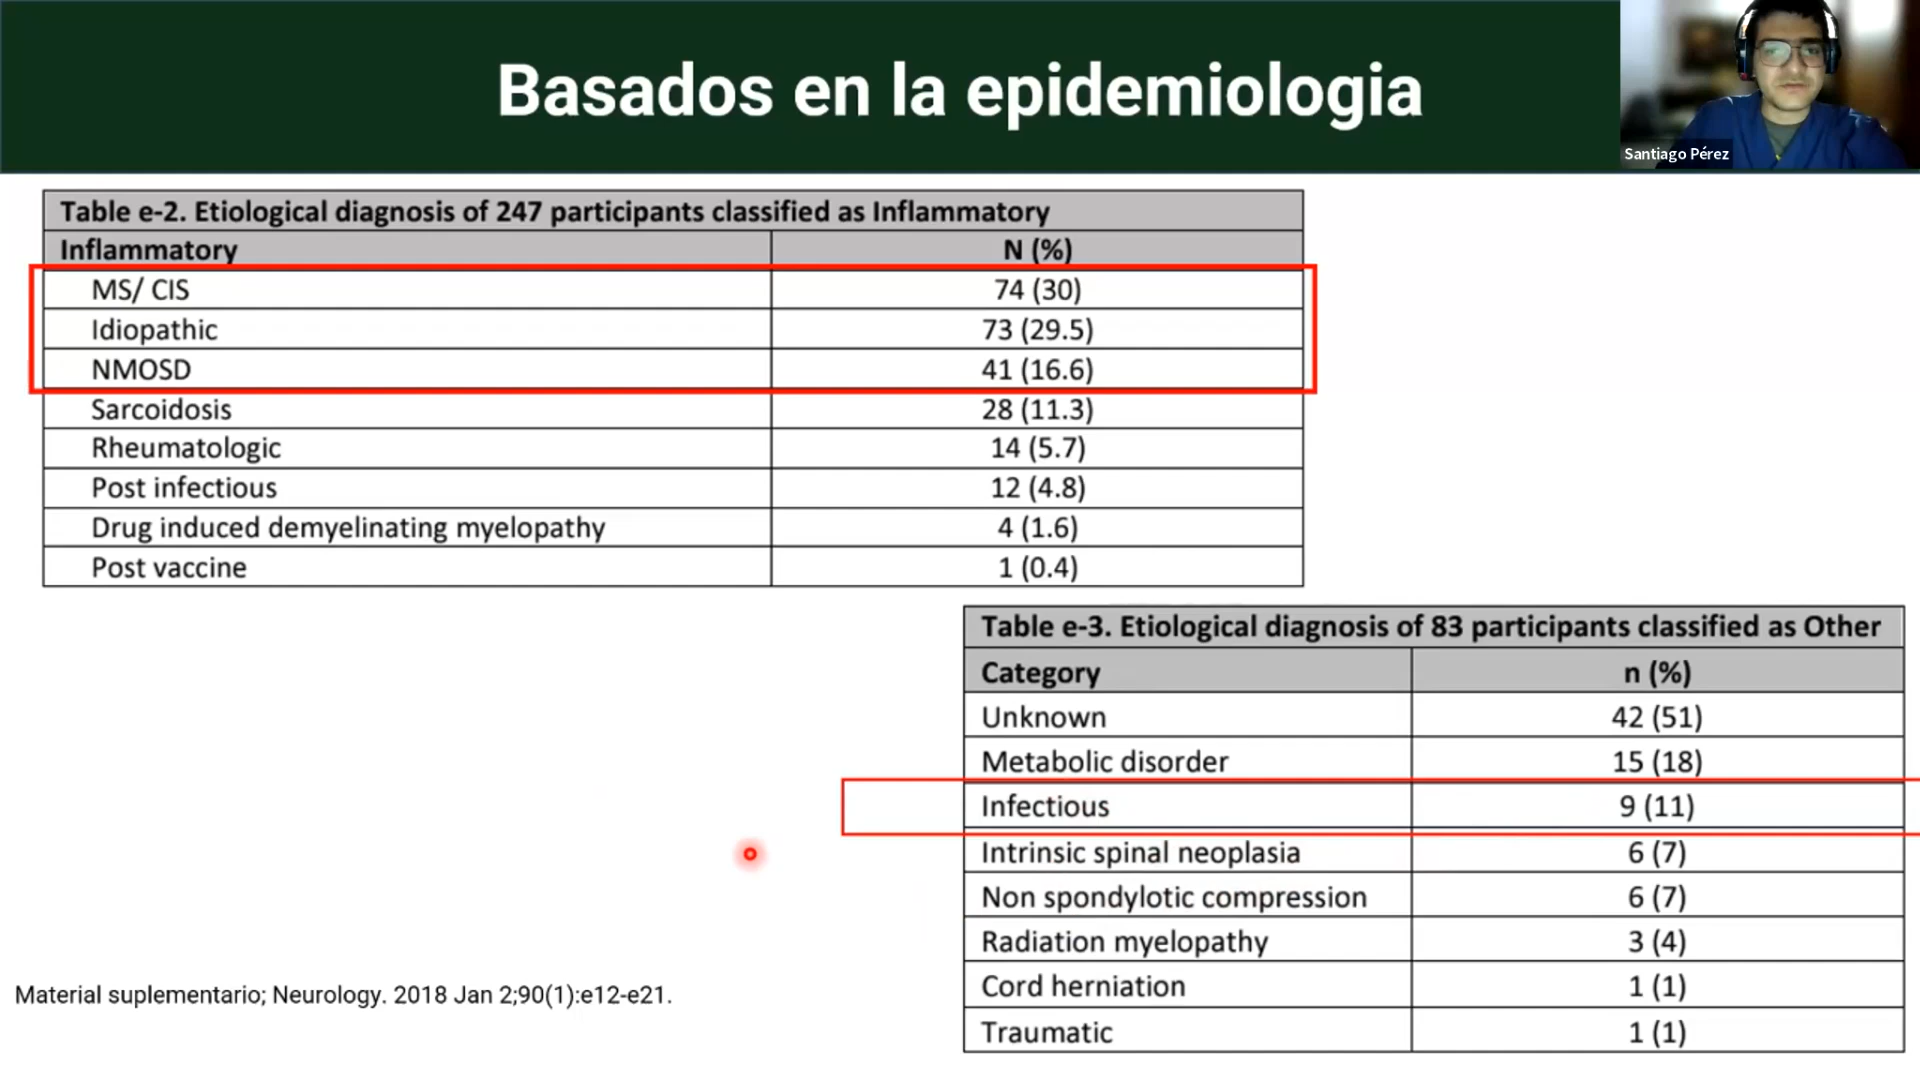 Basados en la epidemiologia
Santiago Pérez
Table e-2. Etiological diagnosis of 247 participants classified as Inflammatory
Inflammatory N (%)
MS/ CIS 74 (30)
Idiopathic 73 (29.5)
NMOSD 41 (16.6)
Sarcoidosis 28 (11.3)
Rheumatologic 14 (5.7)
Post infectious 12 (4.8)
Drug induced demyelinating myelopathy 4 (1.6)
Post vaccine 1 (0.4)
Table e-3. Etiological diagnosis of 83 participants classified as Other
Category n (%)
Unknown 42 (51)
Metabolic disorder 15 (18)
Infectious 9 (11)
Intrinsic spinal neoplasia 6 (7)
Non spondylotic compression 6 (7)
Radiation myelopathy 3 (4)
Cord herniation 1 (1)
Traumatic 1 (1)
Material suplementario; Neurology. 2018 Jan 2;90(1):e12-e21.